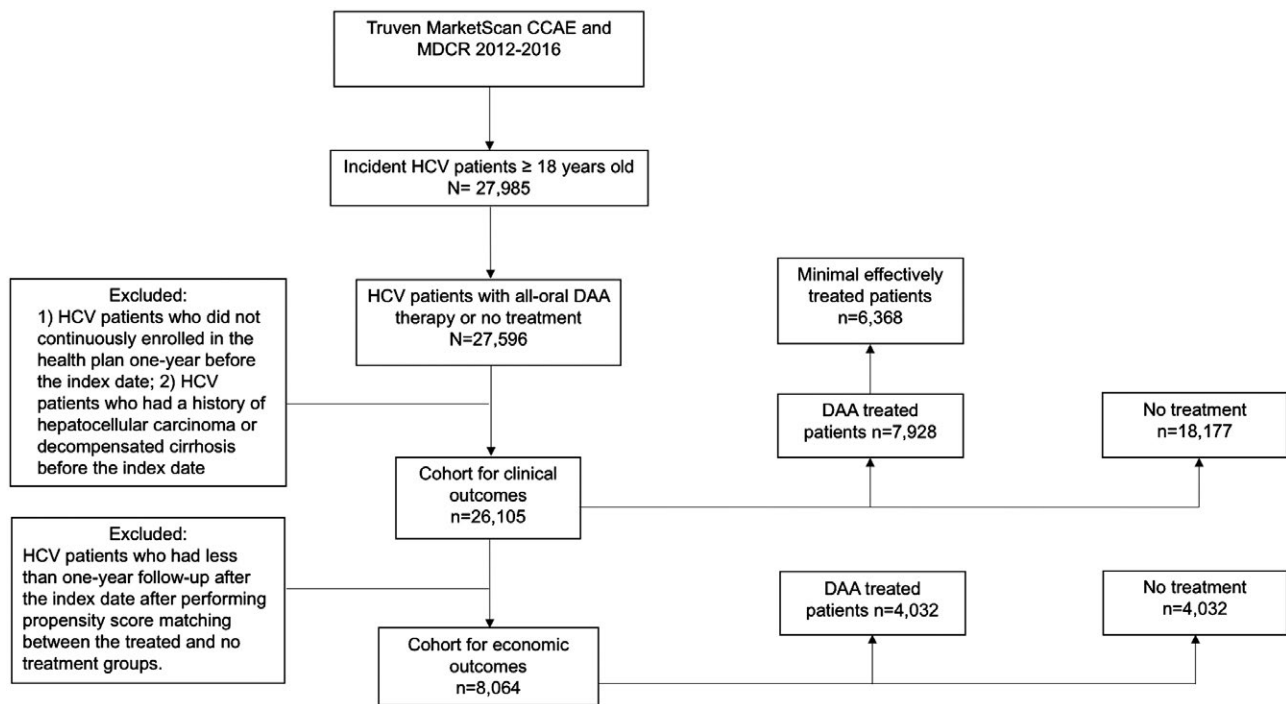 Truven MarketScan CCAE and
MDCR 2012-2016
Incident HCV patients ≥ 18 years old
N= 27,985
HCV patients with all-oral DAA
therapy or no treatment
N=27,596
Excluded:
1) HCV patients who did not
continuously enrolled in the
health plan one-year before
the index date; 2) HCV
patients who had a history of
hepatocellular carcinoma or
decompensated cirrhosis
before the index date
Minimal effectively
treated patients
n=6,368
DAA treated
patients n=7,928
No treatment
n=18,177
Cohort for clinical
outcomes
n=26,105
Excluded:
HCV patients who had less
than one-year follow-up after
the index date after performing
propensity score matching
between the treated and no
treatment groups.
DAA treated
patients n=4,032
No treatment
n=4,032
Cohort for economic
outcomes
n=8,064